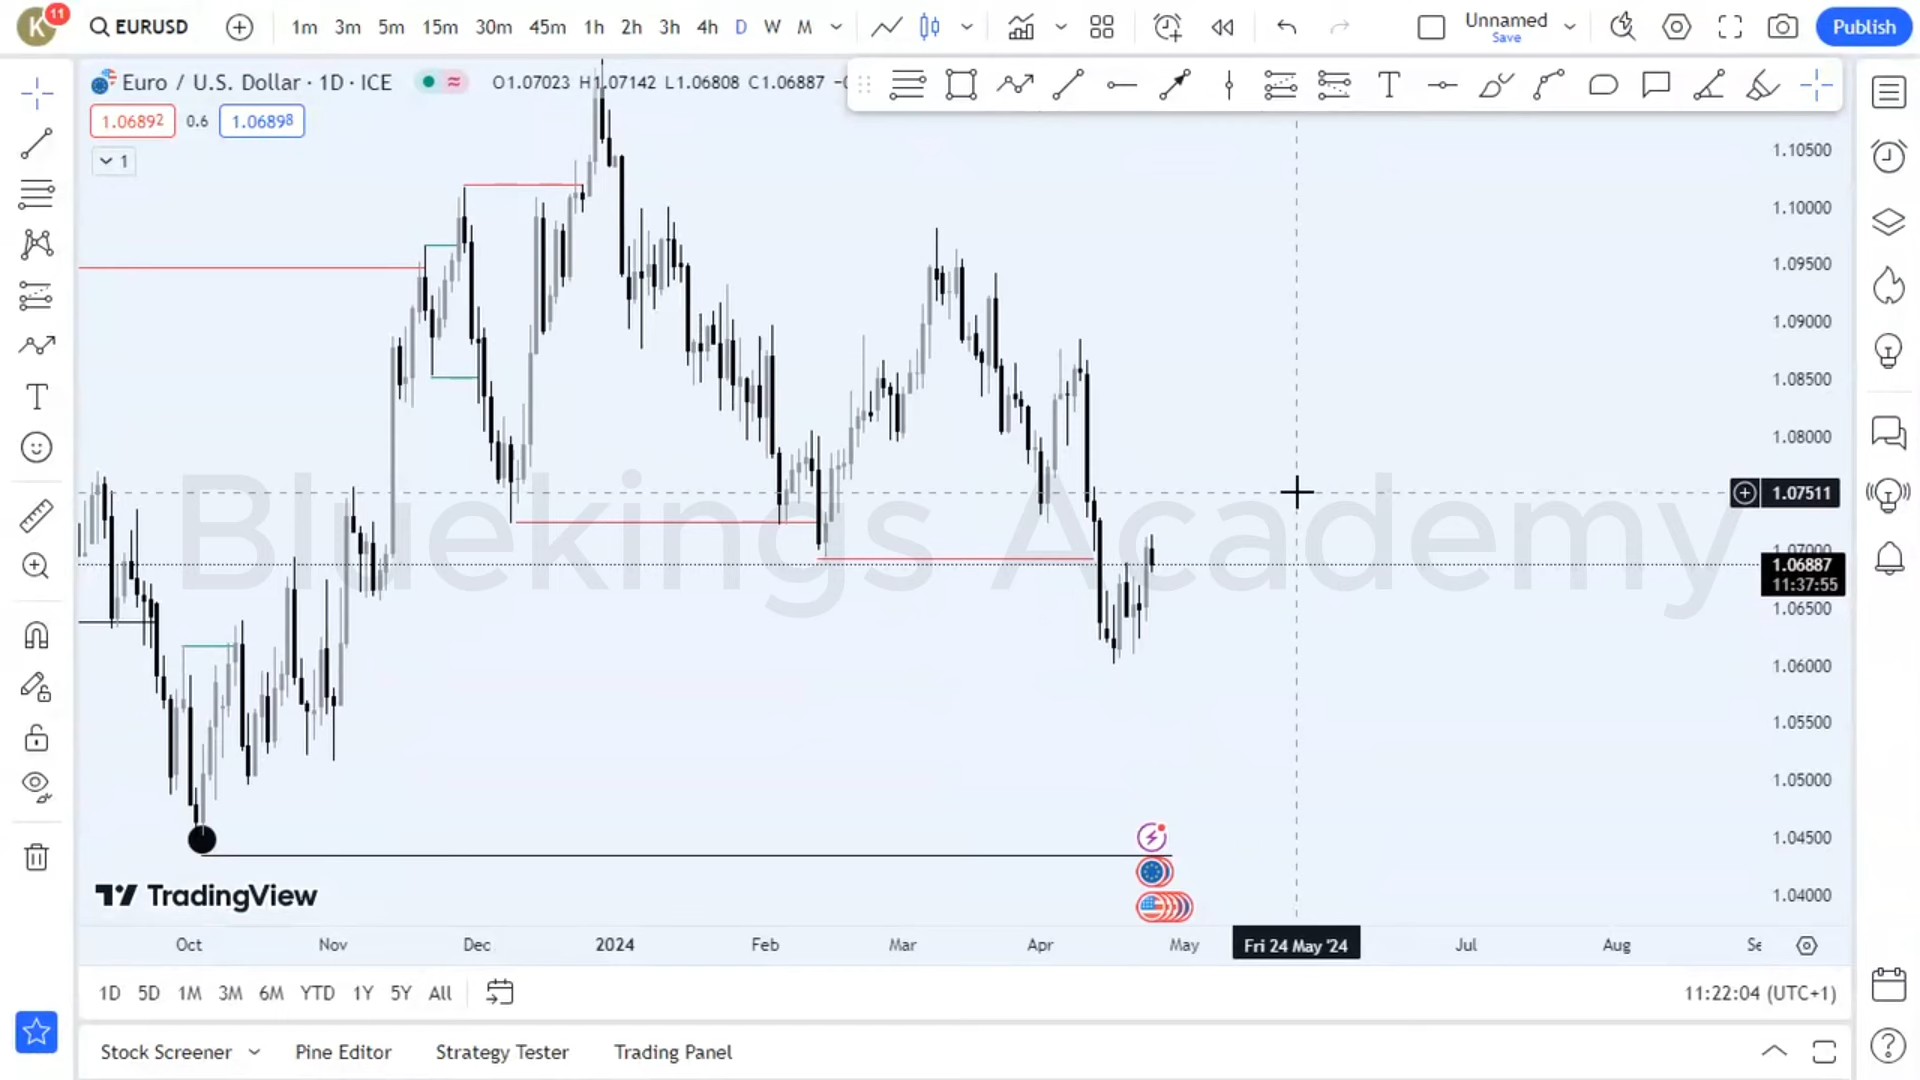 K 11 EURUSD 1m 3m 5m 15m 30m 45m 1h 2h 3h 4h D W M Unnamed Save Publish
Euro / U.S. Dollar · 1D · ICE O1.07023 H1.07142 L1.06808 C1.06887
1.06892 0.6 1.06898
1
1.10500
1.10000
1.09500
1.09000
1.08500
1.08000
1.07511
1.07000
1.06887
11:37:55
1.06500
1.06000
1.05500
1.05000
1.04500
1.04000
Bluekings Academy
TradingView
Oct Nov Dec 2024 Feb Mar Apr May Fri 24 May '24 Jul Aug Se
1D 5D 1M 3M 6M YTD 1Y 5Y All 11:22:04 (UTC+1)
Stock Screener Pine Editor Strategy Tester Trading Panel